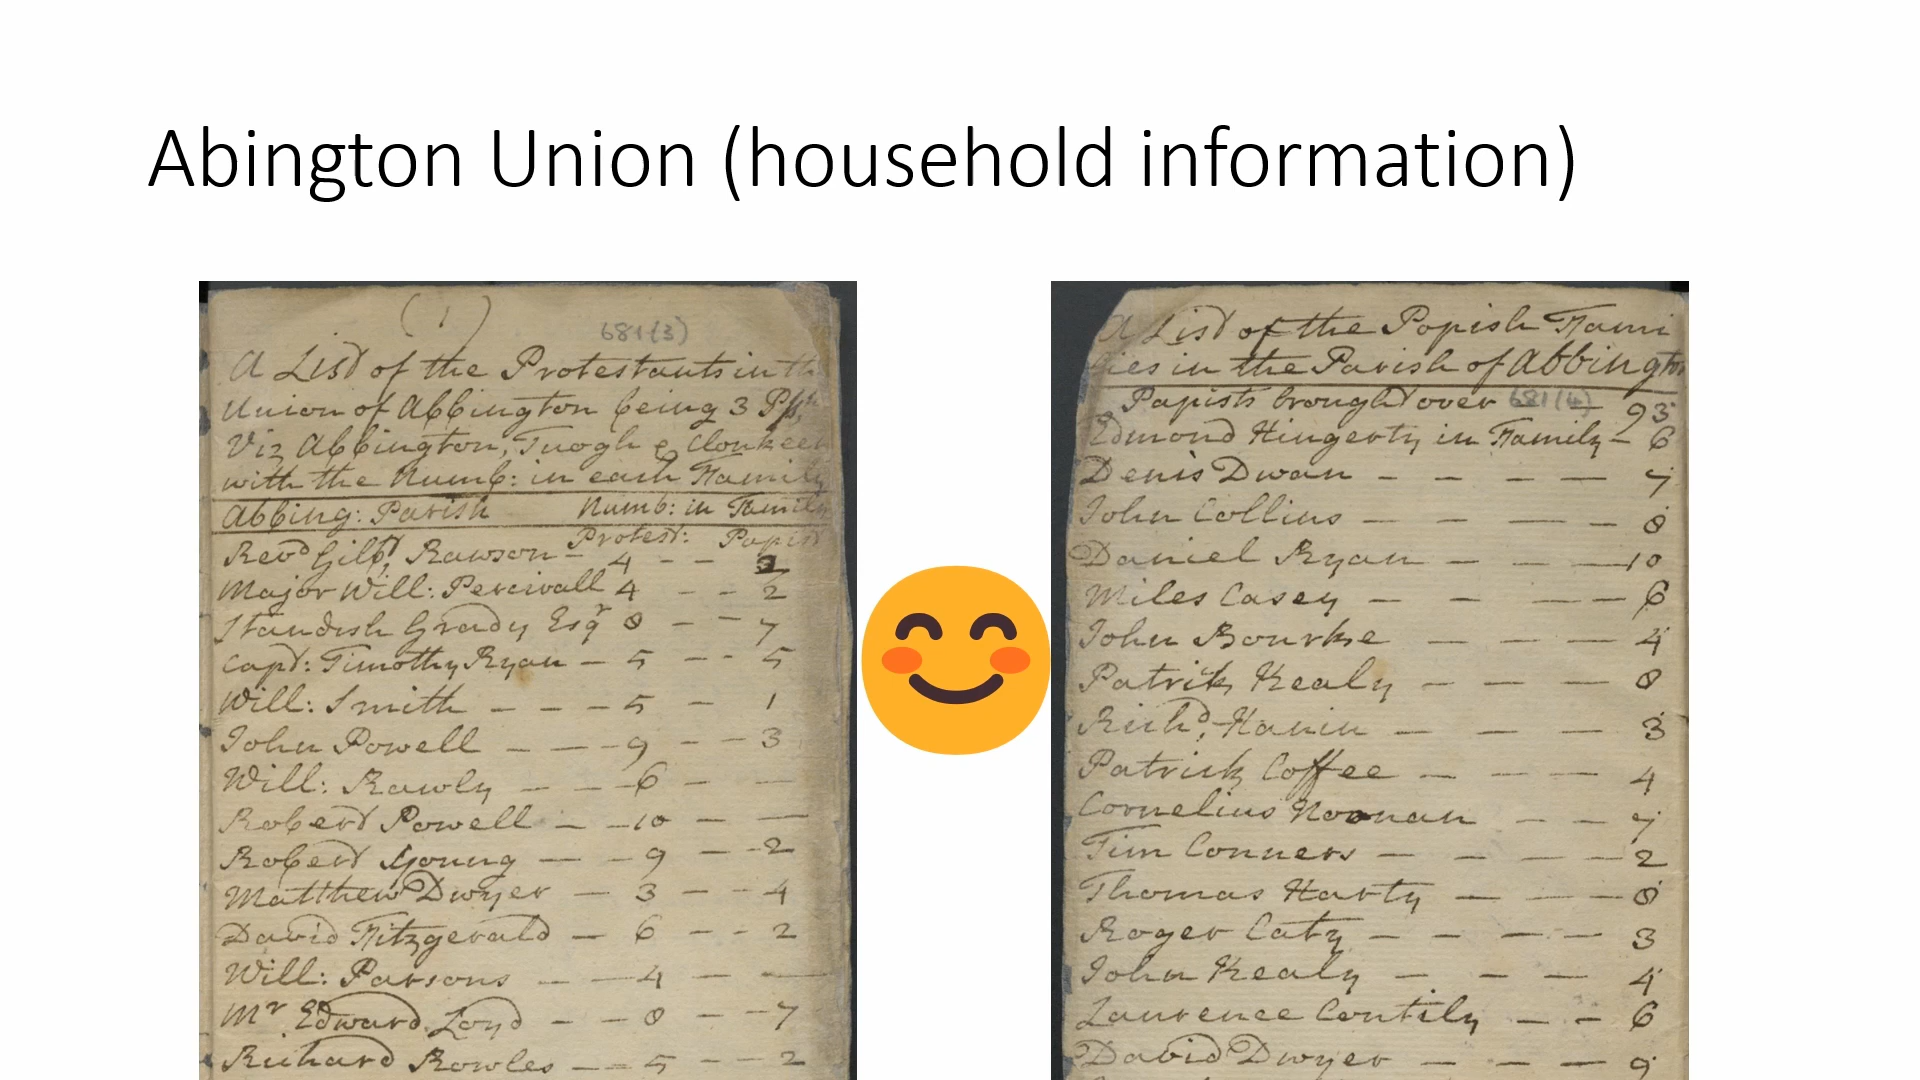 Abington Union (household information)
(1)
681(3)
A List of the Protestants in th
Union of Abbington being 3 Pshs
Viz Abbington, Tuogh & Clonkeen
with the Numb: in each Family
Abbing: Parish Numb: in Family
Protest: Papist
Revd Gilbt Rawson - 4 - - 3
Major Will: Percivall 4 - - 2
Standish Grady Esqr 8 - - 7
Capt: Timothy Ryan - 5 - - 5
Will: Smith - - - 5 - 1
John Powell - - - 9 - - 3
Will: Rawly - - - 6 - -
Robert Powell - - 10 - -
Robert Young - - 9 - - 2
Matthew Dwyer - 3 - - 4
David Fitzgerald - 6 - - 2
Will: Parsons - - 4 - -
Mr Edward Loyd - - 8 - - 7
Richard Rowles - - 5 - - 2
A List of the Popish Fami
lies in the Parish of Abbington
Papists brought over 681(4) - 93
Edmond Hingerty in Family - 6
Denis Dwan - - - - 7
John Collins - - - - 8
Daniel Ryan - - - 10
Miles Casey - - - - 6
John Bourke - - - 4
Patrick Kealy - - - 8
Richd. Hanin - - - 3
Patrick Coffee - - - 4
Cornelius Noonan - - 7
Tim Conners - - - - 2
Thomas Harty - - - 8
Roger Caty - - - - 3
John Kealy - - - 4
Laurence Contily - - 6
David Dwyer - - - 9